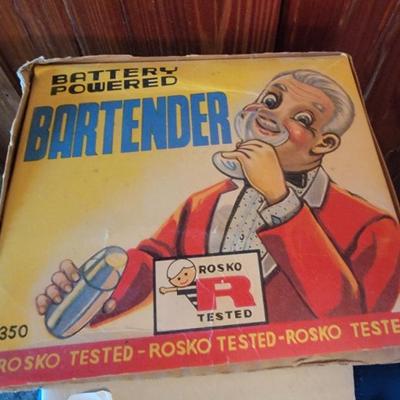 BATTERY
POWERED
BARTENDER
ROSKO
R
TESTED
350
ROSKO TESTED-ROSKO TESTED-ROSKO TESTE